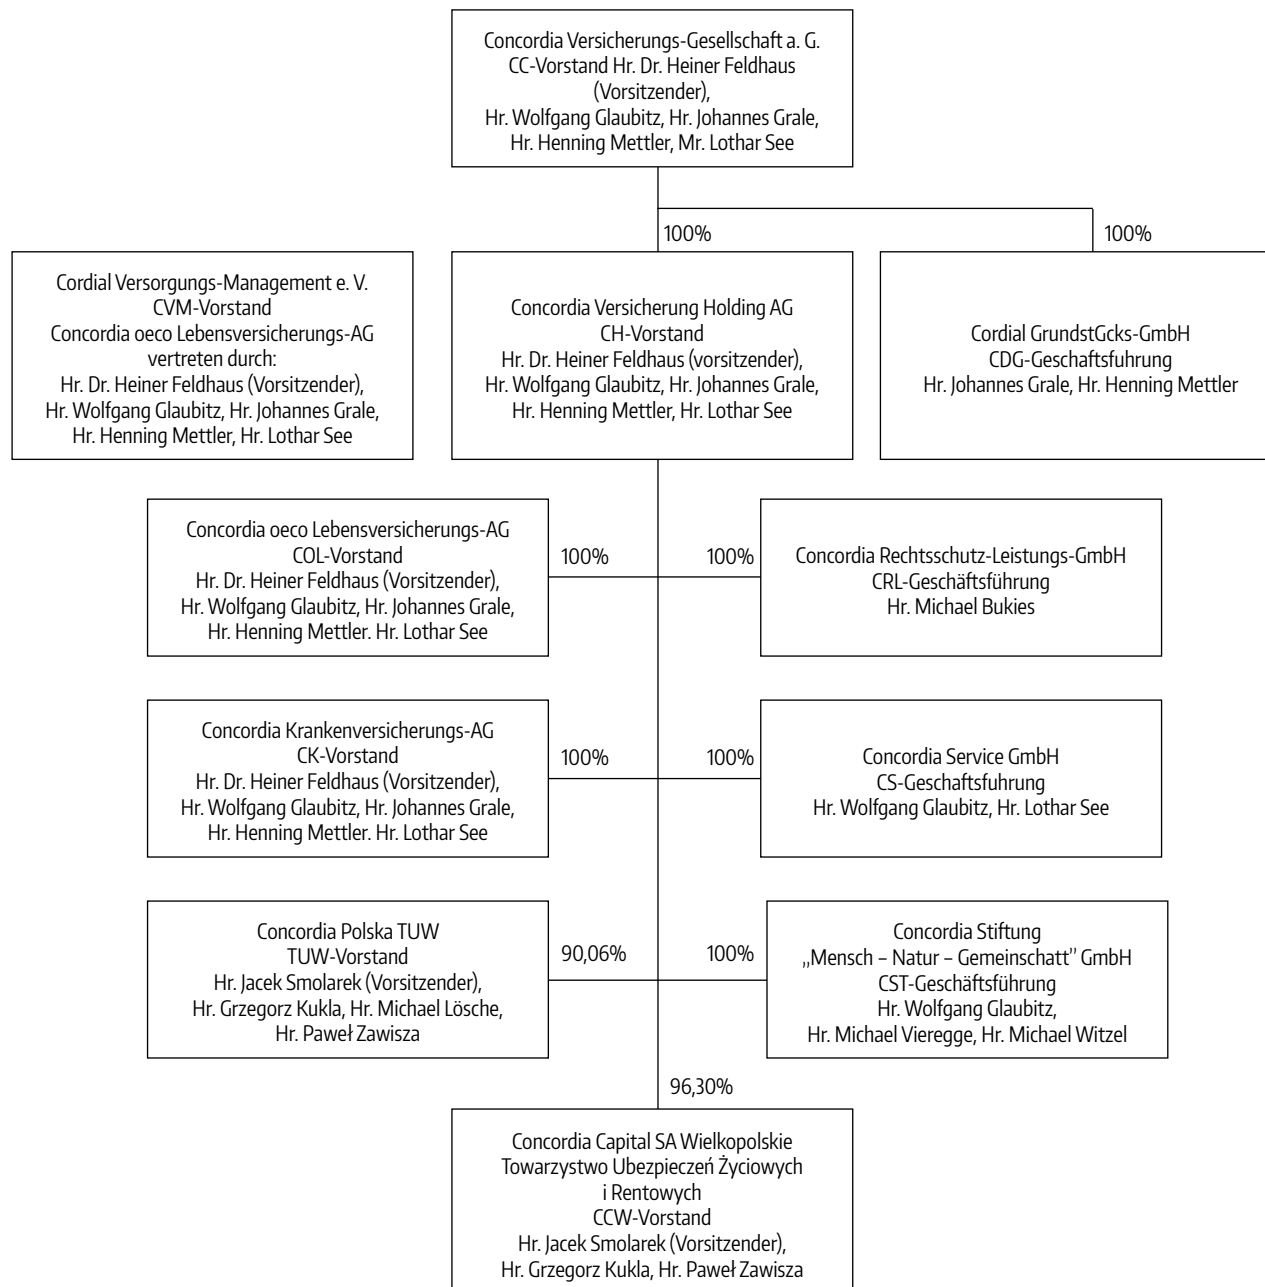 Concordia Versicherungs-Gesellschaft a. G.
CC-Vorstand Hr. Dr. Heiner Feldhaus
(Vorsitzender),
Hr. Wolfgang Glaubitz, Hr. Johannes Grale,
Hr. Henning Mettler, Mr. Lothar See
100%
100%
Cordial Versorgungs-Management e. V.
CVM-Vorstand
Concordia oeco Lebensversicherungs-AG
vertreten durch:
Hr. Dr. Heiner Feldhaus (Vorsitzender),
Hr. Wolfgang Glaubitz, Hr. Johannes Grale,
Hr. Henning Mettler, Hr. Lothar See
Concordia Versicherung Holding AG
CH-Vorstand
Hr. Dr. Heiner Feldhaus (vorsitzender),
Hr. Wolfgang Glaubitz, Hr. Johannes Grale,
Hr. Henning Mettler, Hr. Lothar See
Cordial GrundstGcks-GmbH
CDG-Geschaftsfuhrung
Hr. Johannes Grale, Hr. Henning Mettler
Concordia oeco Lebensversicherungs-AG
COL-Vorstand
Hr. Dr. Heiner Feldhaus (Vorsitzender),
Hr. Wolfgang Glaubitz, Hr. Johannes Grale,
Hr. Henning Mettler. Hr. Lothar See
100%
100%
Concordia Rechtsschutz-Leistungs-GmbH
CRL-Geschäftsführung
Hr. Michael Bukies
Concordia Krankenversicherungs-AG
CK-Vorstand
Hr. Dr. Heiner Feldhaus (Vorsitzender),
Hr. Wolfgang Glaubitz, Hr. Johannes Grale,
Hr. Henning Mettler. Hr. Lothar See
100%
100%
Concordia Service GmbH
CS-Geschaftsfuhrung
Hr. Wolfgang Glaubitz, Hr. Lothar See
Concordia Polska TUW
TUW-Vorstand
Hr. Jacek Smolarek (Vorsitzender),
Hr. Grzegorz Kukla, Hr. Michael Lösche,
Hr. Paweł Zawisza
90,06%
100%
Concordia Stiftung
„Mensch – Natur – Gemeinschatt” GmbH
CST-Geschäftsführung
Hr. Wolfgang Glaubitz,
Hr. Michael Vieregge, Hr. Michael Witzel
96,30%
Concordia Capital SA Wielkopolskie
Towarzystwo Ubezpieczeń Życiowych
i Rentowych
CCW-Vorstand
Hr. Jacek Smolarek (Vorsitzender),
Hr. Grzegorz Kukla, Hr. Paweł Zawisza